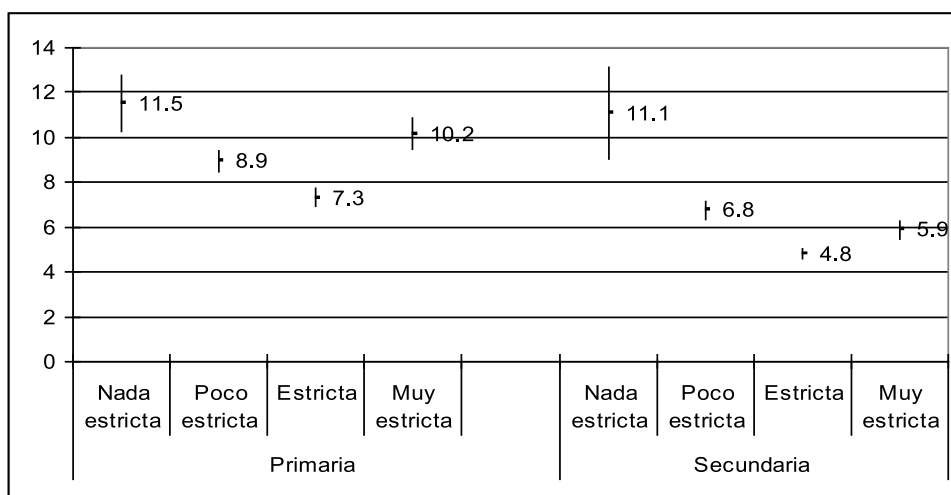 14
12
10
8
6
4
2
0
11.5
8.9
7.3
10.2
11.1
6.8
4.8
5.9
Nada estricta
Poco estricta
Estricta
Muy estricta
Nada estricta
Poco estricta
Estricta
Muy estricta
Primaria
Secundaria